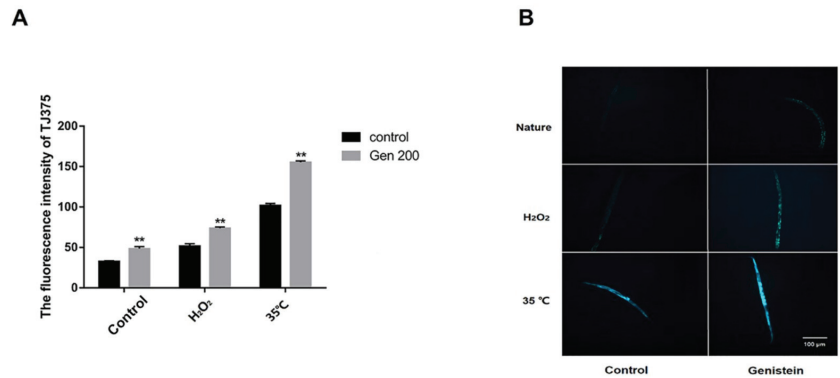 A
The fluorescence intensity of TJ375
200
150
100
50
0
**
**
**
Control
H₂O₂
35℃
control
Gen 200
B
Nature
H₂O₂
35 ℃
100 μm
Control
Genistein